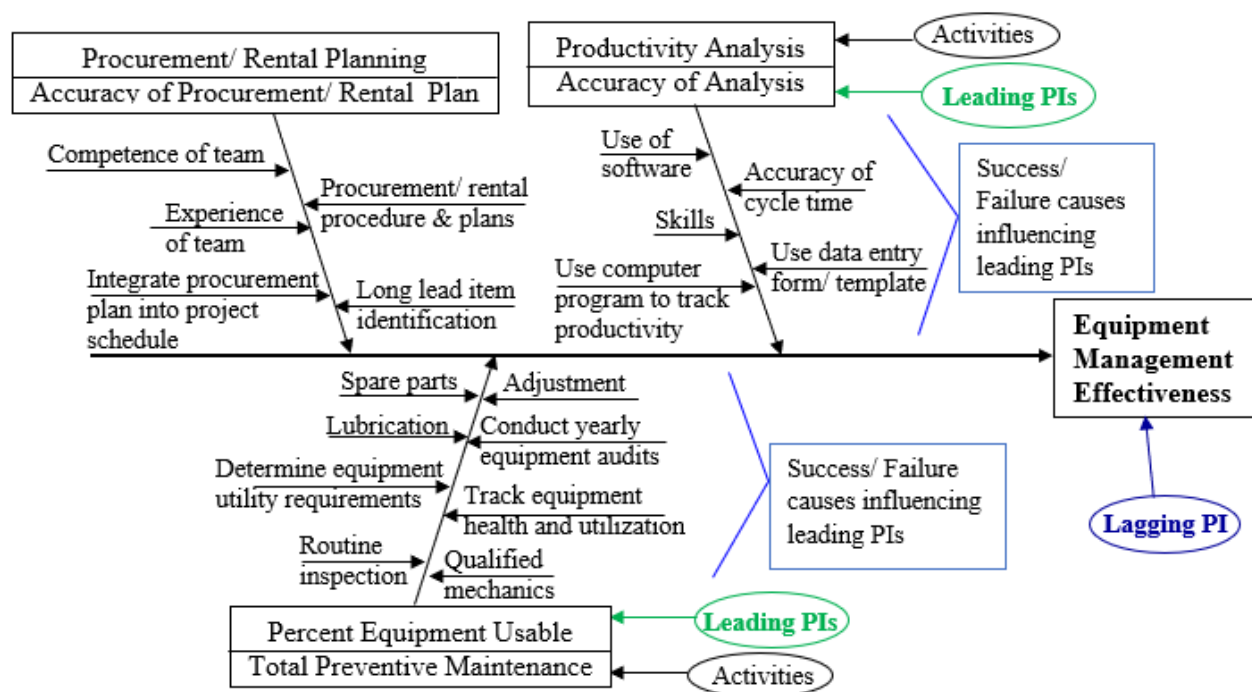 Procurement/ Rental Planning
Accuracy of Procurement/ Rental Plan
Productivity Analysis
Accuracy of Analysis
Activities
Leading PIs
Competence of team
Procurement/ rental
procedure & plans
Experience
of team
Integrate procurement
plan into project
schedule
Long lead item
identification
Use of
software
Accuracy of
cycle time
Skills
Use data entry
form/ template
Use computer
program to track
productivity
Success/
Failure causes
influencing
leading PIs
Equipment
Management
Effectiveness
Lagging PI
Spare parts
Adjustment
Lubrication
Conduct yearly
equipment audits
Determine equipment
utility requirements
Track equipment
health and utilization
Routine
inspection
Qualified
mechanics
Success/ Failure
causes influencing
leading PIs
Percent Equipment Usable
Total Preventive Maintenance
Leading PIs
Activities